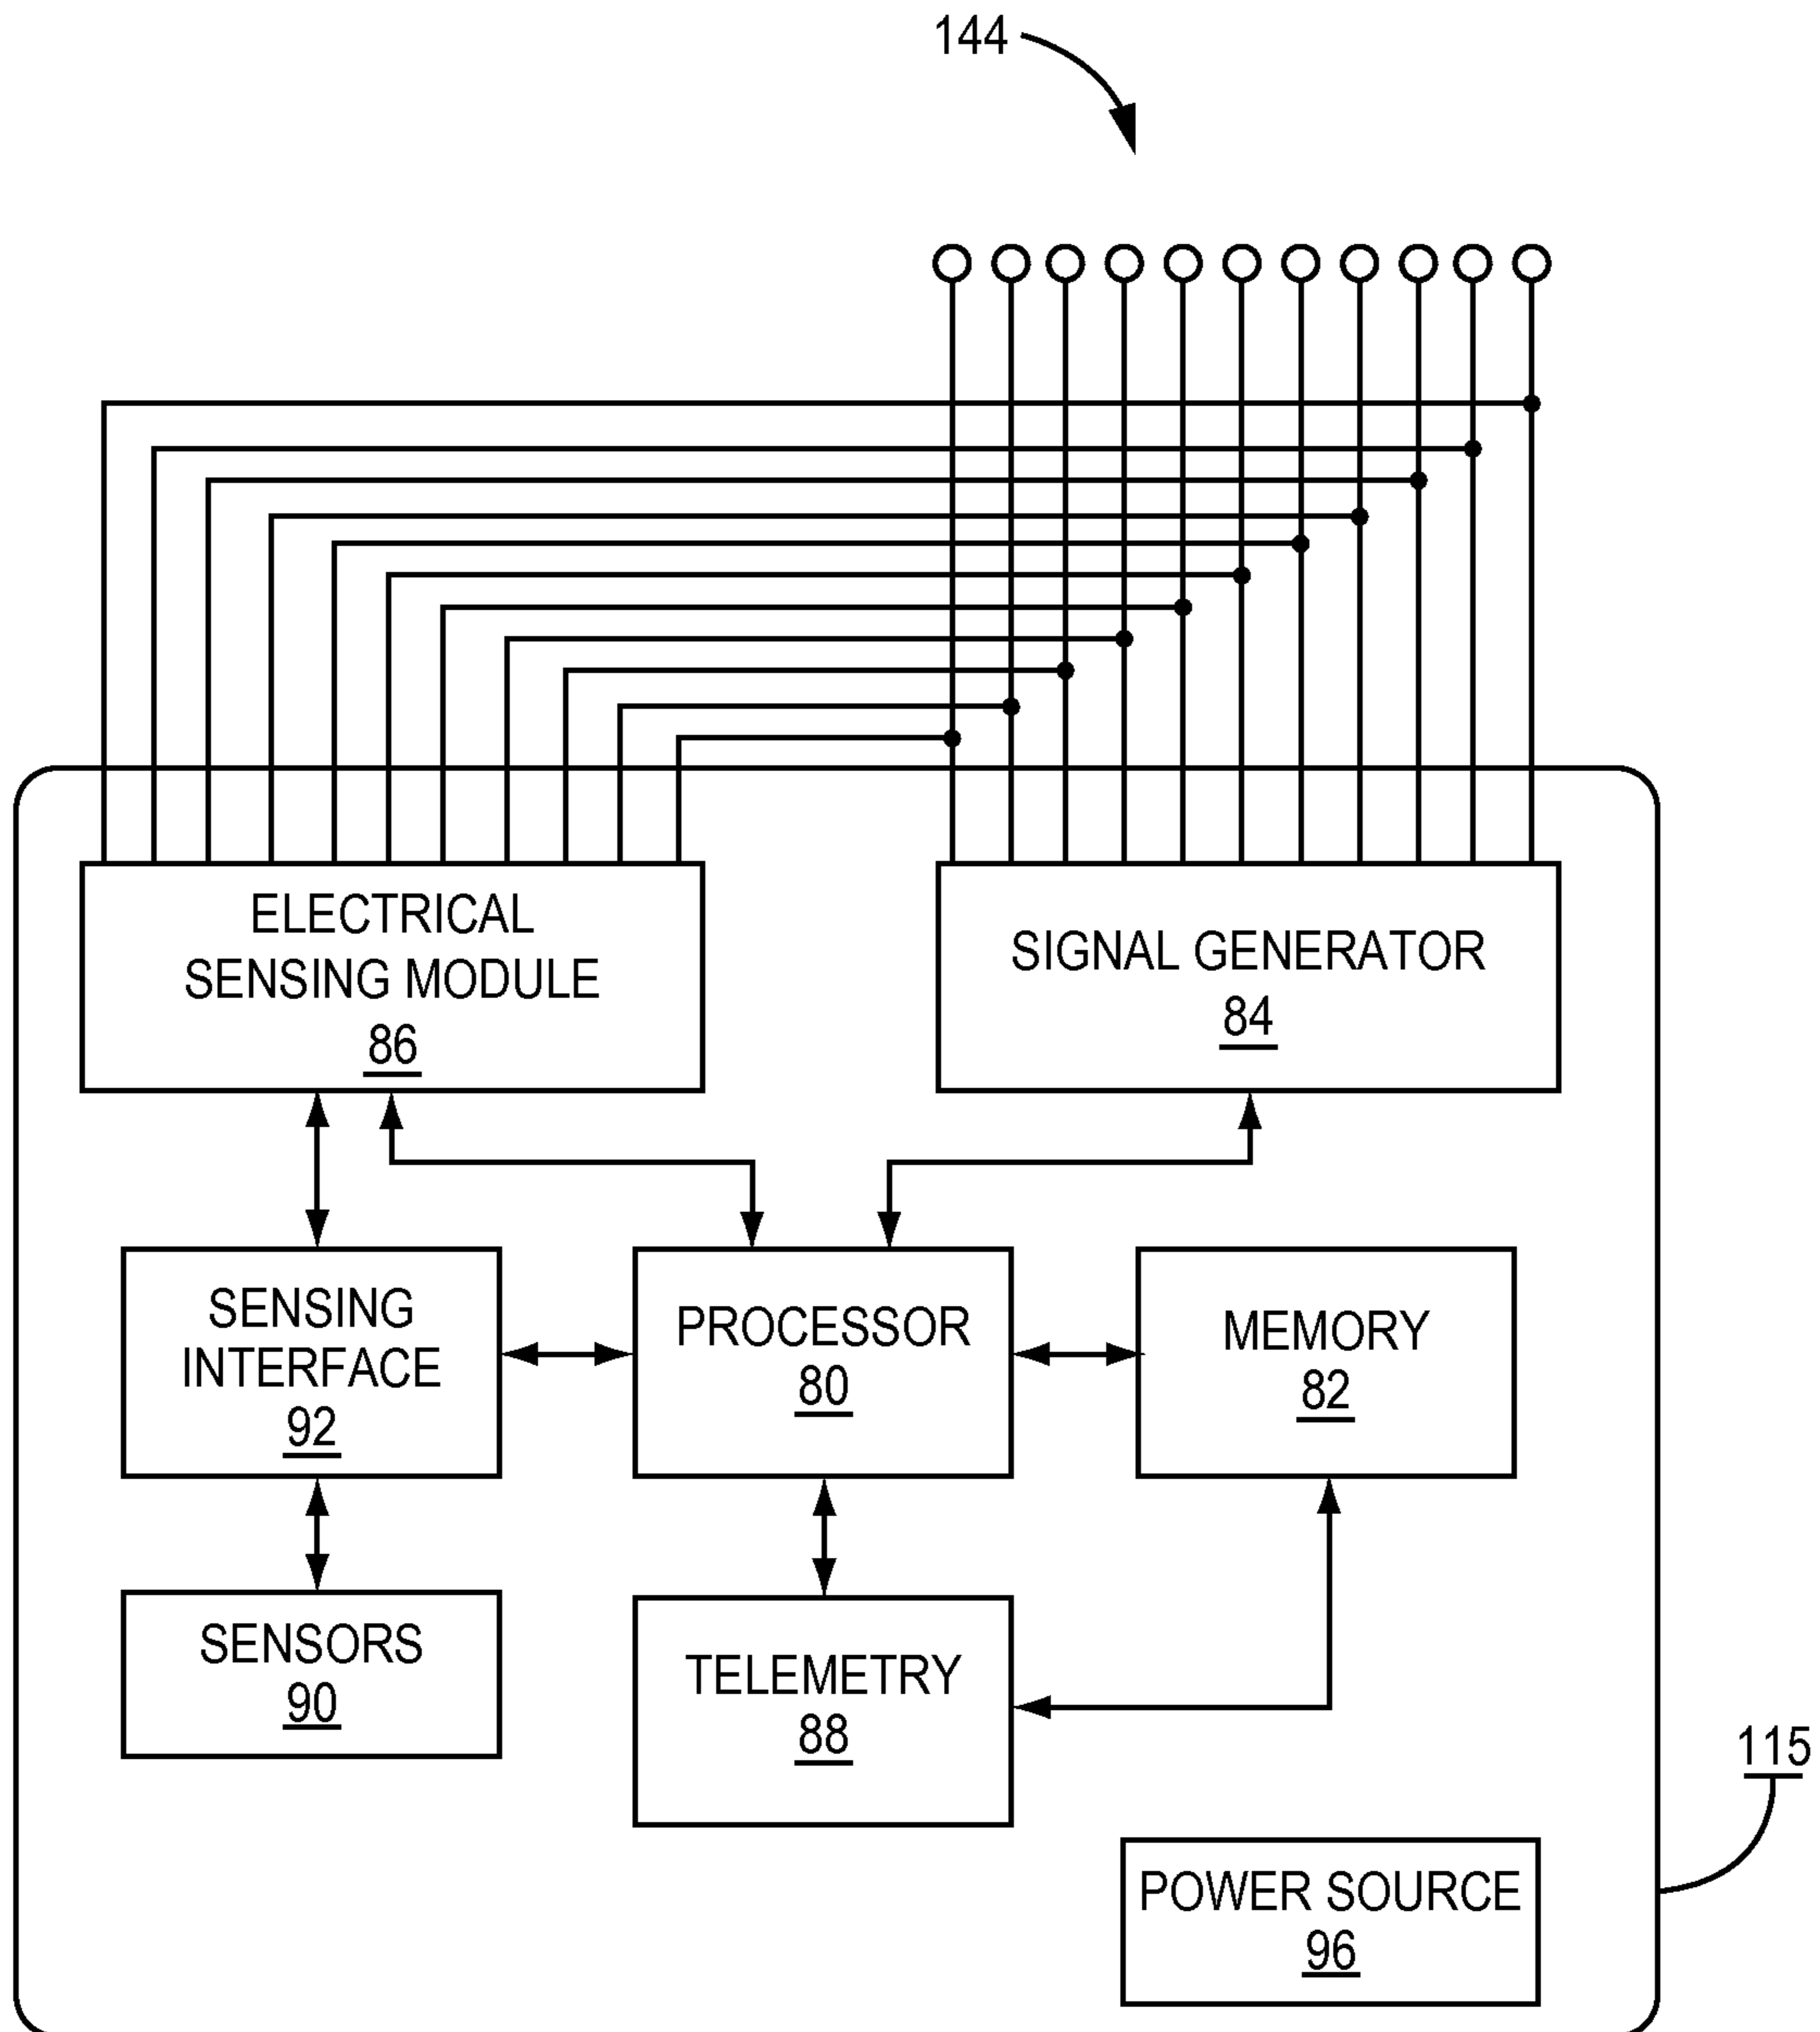 144
ELECTRICAL
SENSING MODULE
86
SIGNAL GENERATOR
84
SENSING
INTERFACE
92
PROCESSOR
80
MEMORY
82
SENSORS
90
TELEMETRY
88
115
POWER SOURCE
96